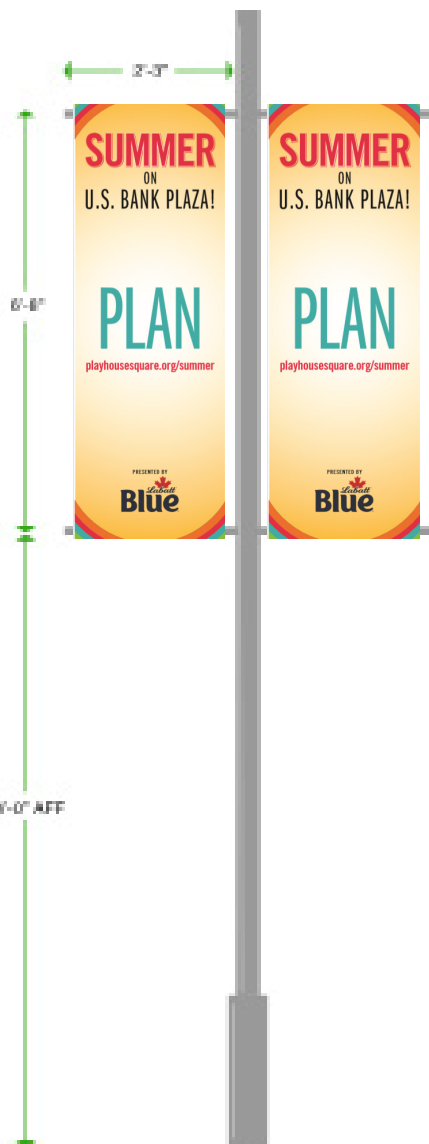 SUMMER
ON
U.S. BANK PLAZA!
PLAN
playhousesquare.org/summer
PRESENTED BY
Labatt
Blue
SUMMER
ON
U.S. BANK PLAZA!
PLAN
playhousesquare.org/summer
PRESENTED BY
Labatt
Blue
AFF